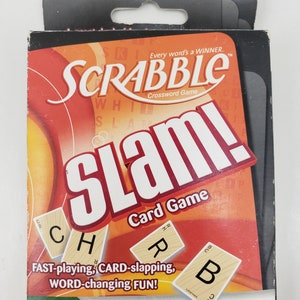 Every word's a WINNER.
SCRABBLE
Crossword Game
SLAM!
Card Game
C H R B
FAST-playing, CARD-slapping,
WORD-changing FUN!